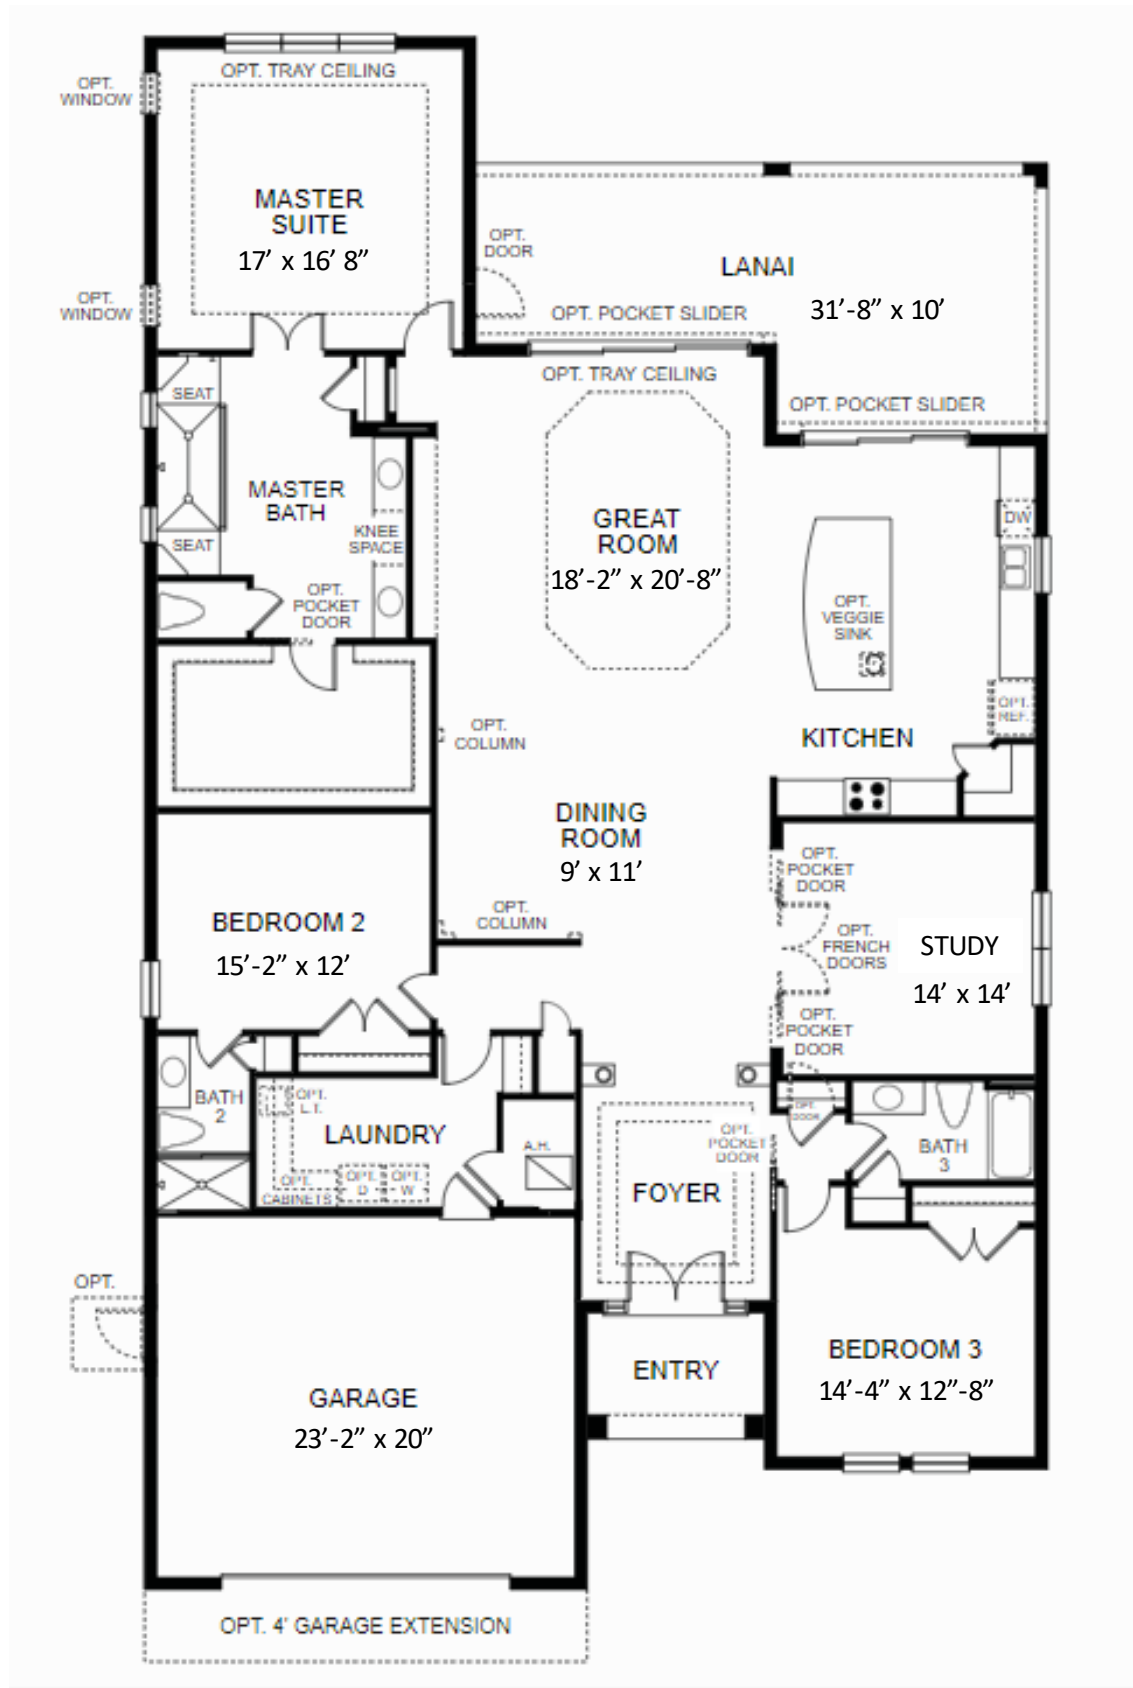 OPT. TRAY CEILING
OPT.
WINDOW
MASTER
SUITE
17’ x 16’ 8”
OPT.
DOOR
LANAI
31’-8” x 10’
OPT.
WINDOW
OPT. POCKET SLIDER
OPT. TRAY CEILING
OPT. POCKET SLIDER
SEAT
MASTER
BATH
KNEE
SPACE
SEAT
OPT.
POCKET
DOOR
GREAT
ROOM
18’-2” x 20’-8”
DW
OPT.
VEGGIE
SINK
OPT.
REF.
OPT.
COLUMN
KITCHEN
DINING
ROOM
9’ x 11’
OPT.
COLUMN
BEDROOM 2
15’-2” x 12’
OPT.
POCKET
DOOR
OPT.
FRENCH
DOORS
STUDY
14’ x 14’
OPT.
POCKET
DOOR
BATH
2
OPT.
L.T.
LAUNDRY
OPT.
CABINETS
OPT.
D
OPT.
W
A.H.
OPT.
POCKET
DOOR
OPT.
DOOR
BATH
3
FOYER
OPT.
ENTRY
BEDROOM 3
14’-4” x 12”-8”
GARAGE
23’-2” x 20”
OPT. 4' GARAGE EXTENSION